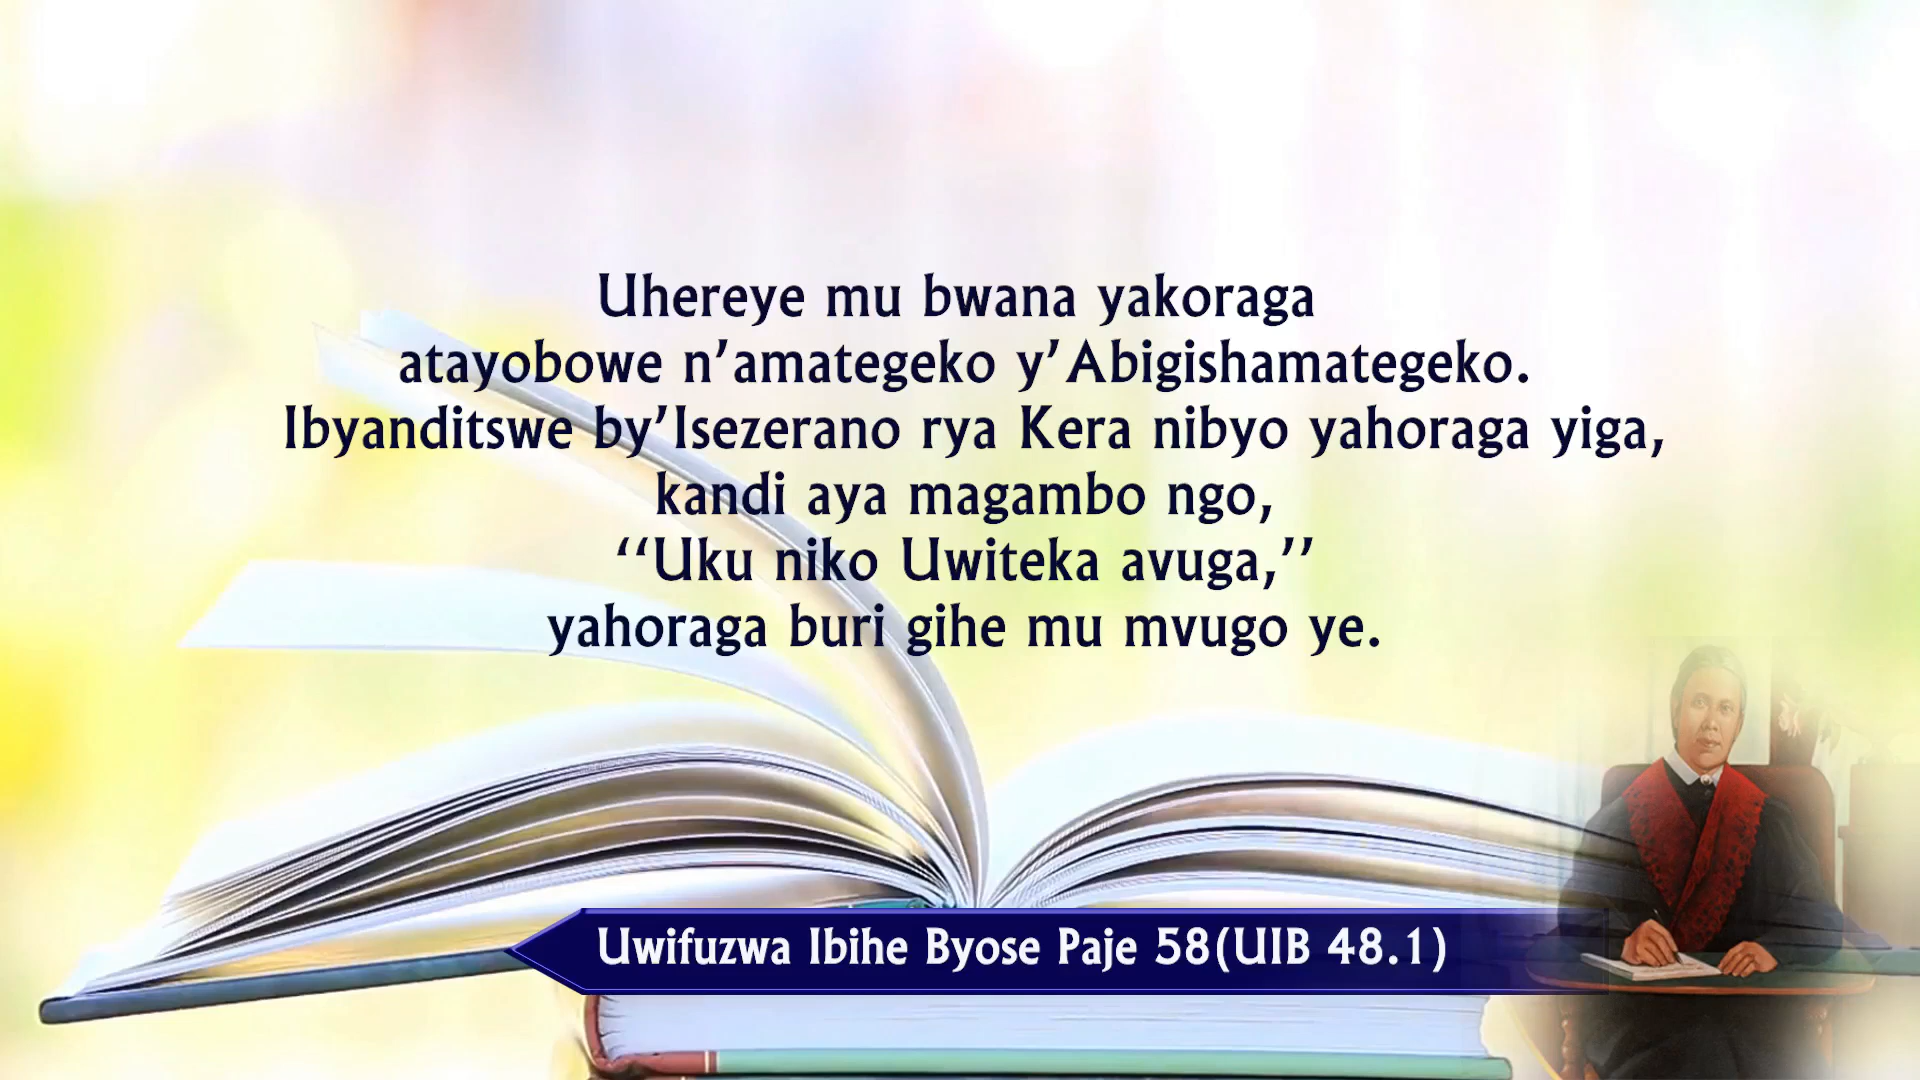 Uhereye mu bwana yakoraga
atayobowe n’amategeko y’Abigishamategeko.
Ibyanditswe by’Isezerano rya Kera nibyo yahoraga yiga,
kandi aya magambo ngo,
‘‘Uku niko Uwiteka avuga,’’
yahoraga buri gihe mu mvugo ye.
Uwifuzwa Ibihe Byose Paje 58(UIB 48.1)